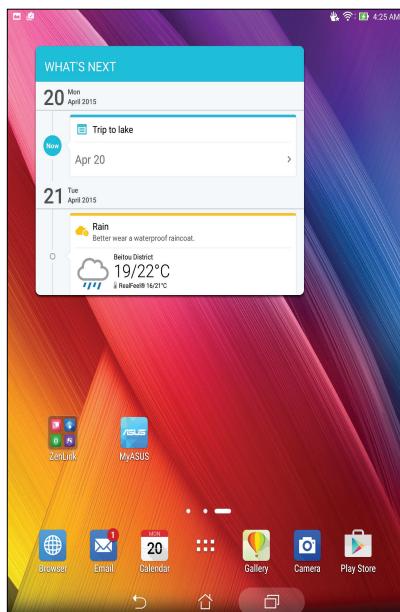 4:25 AM
WHAT'S NEXT
20 Mon
April 2015
Trip to lake
Now
Apr 20
21 Tue
April 2015
Rain
Better wear a waterproof raincoat.
Beitou District
19/22°C
RealFeel® 16/21°C
ZenLink
/SUS
MyASUS
1
MON
20
Browser
Email
Calendar
Gallery
Camera
Play Store